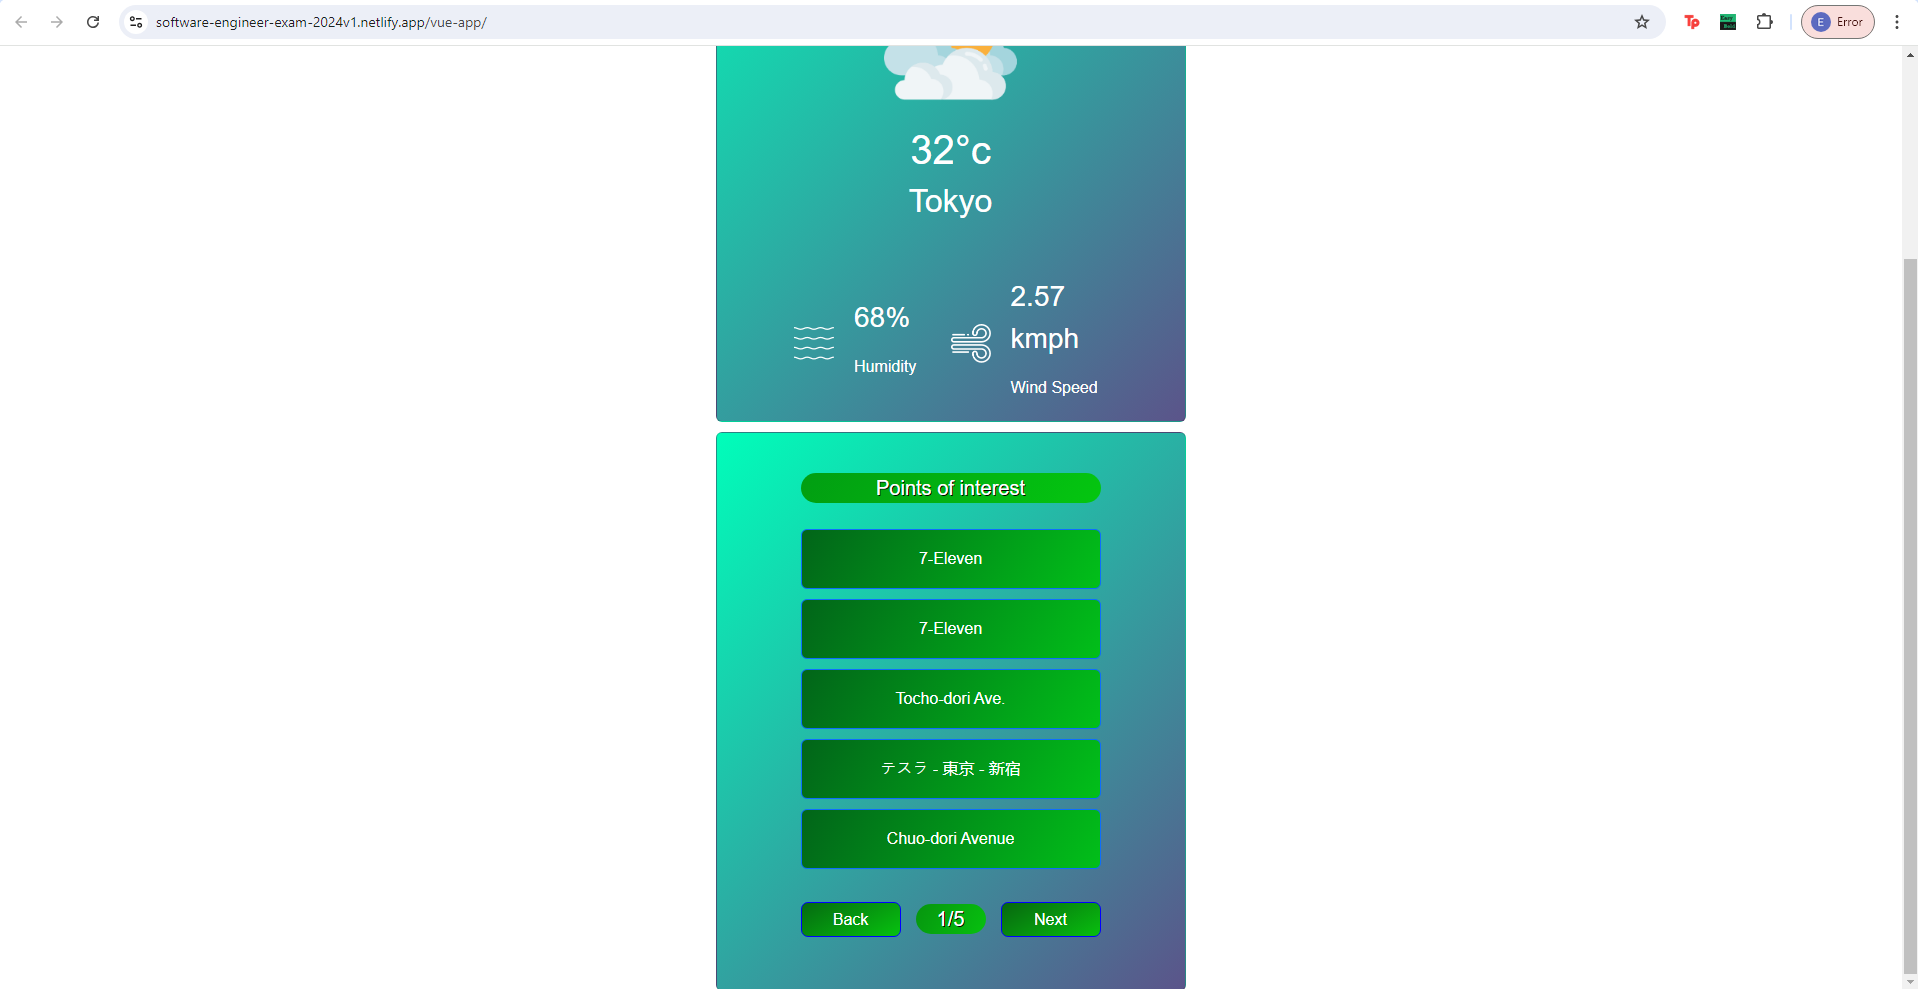 software-engineer-exam-2024v1.netlify.app/vue-app/
Tp
E Error
32°c
Tokyo
68%
Humidity
2.57
kmph
Wind Speed
Points of interest
7-Eleven
7-Eleven
Tocho-dori Ave.
テスラ - 東京 - 新宿
Chuo-dori Avenue
Back 1/5 Next